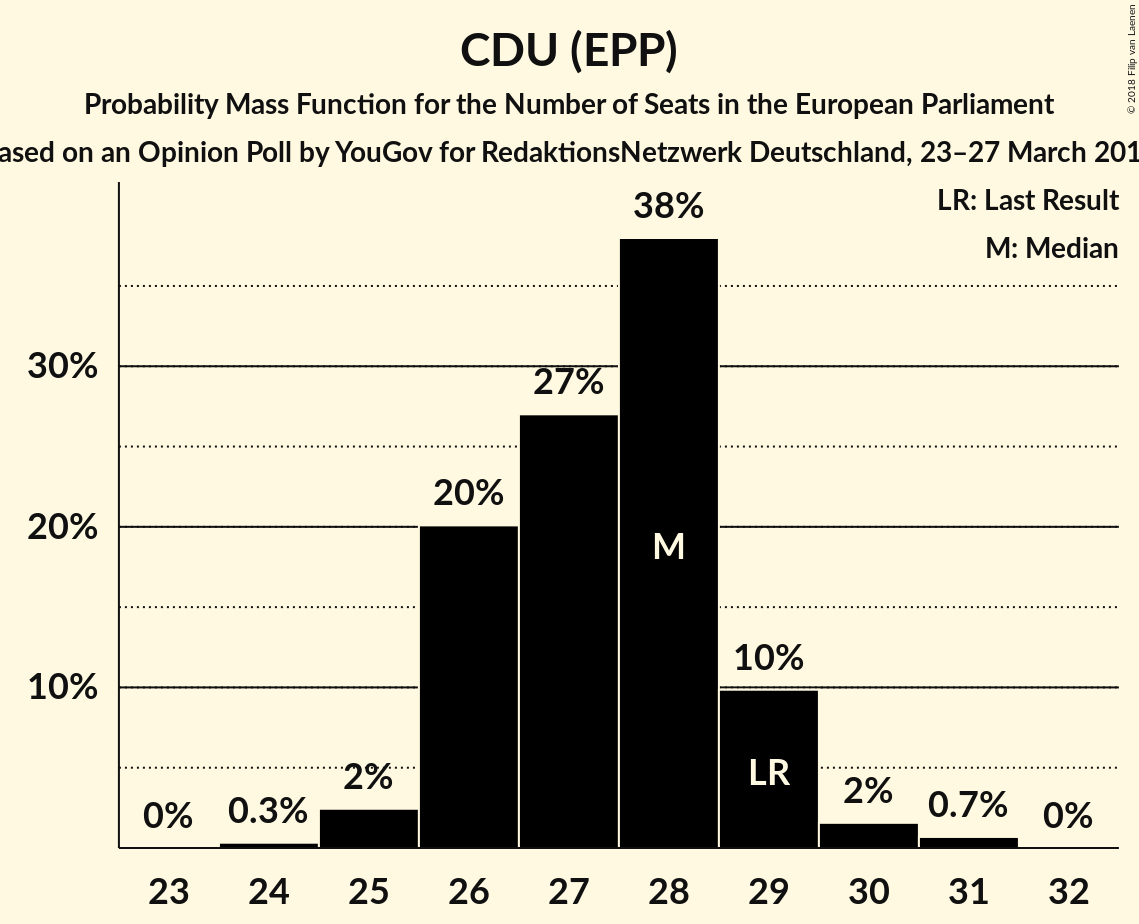 CDU (EPP)
Probability Mass Function for the Number of Seats in the European Parliament
ased on an Opinion Poll by YouGov for RedaktionsNetzwerk Deutschland, 23–27 March 201
© 2018 Filip van Laenen
LR: Last Result
M: Median
38%
30%
27%
20%
20%
M
10%
10%
LR
2%
2%
0.7%
0.3%
0%
0%
23 24 25 26 27 28 29 30 31 32